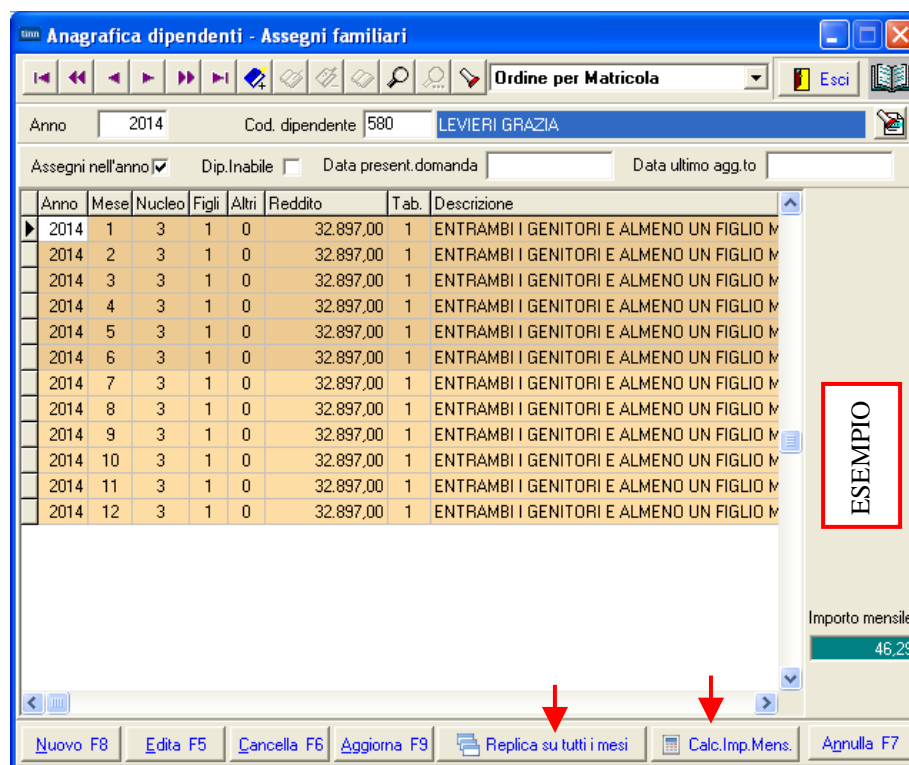 tinn Anagrafica dipendenti - Assegni familiari
Ordine per Matricola Esci
Anno 2014 Cod. dipendente 580 LEVIERI GRAZIA
Assegni nell'anno Dip.Inabile Data present.domanda Data ultimo agg.to
Anno Mese Nucleo Figli Altri Reddito Tab. Descrizione
2014 1 3 1 0 32.897,00 1 ENTRAMBI I GENITORI E ALMENO UN FIGLIO M
2014 2 3 1 0 32.897,00 1 ENTRAMBI I GENITORI E ALMENO UN FIGLIO M
2014 3 3 1 0 32.897,00 1 ENTRAMBI I GENITORI E ALMENO UN FIGLIO M
2014 4 3 1 0 32.897,00 1 ENTRAMBI I GENITORI E ALMENO UN FIGLIO M
2014 5 3 1 0 32.897,00 1 ENTRAMBI I GENITORI E ALMENO UN FIGLIO M
2014 6 3 1 0 32.897,00 1 ENTRAMBI I GENITORI E ALMENO UN FIGLIO M
2014 7 3 1 0 32.897,00 1 ENTRAMBI I GENITORI E ALMENO UN FIGLIO M
2014 8 3 1 0 32.897,00 1 ENTRAMBI I GENITORI E ALMENO UN FIGLIO M
2014 9 3 1 0 32.897,00 1 ENTRAMBI I GENITORI E ALMENO UN FIGLIO M
2014 10 3 1 0 32.897,00 1 ENTRAMBI I GENITORI E ALMENO UN FIGLIO M
2014 11 3 1 0 32.897,00 1 ENTRAMBI I GENITORI E ALMENO UN FIGLIO M
2014 12 3 1 0 32.897,00 1 ENTRAMBI I GENITORI E ALMENO UN FIGLIO M
ESEMPIO
Importo mensile
46,29
Nuovo F8 Edita F5 Cancella F6 Aggiorna F9 Replica su tutti i mesi Calc.Imp.Mens. Annulla F7